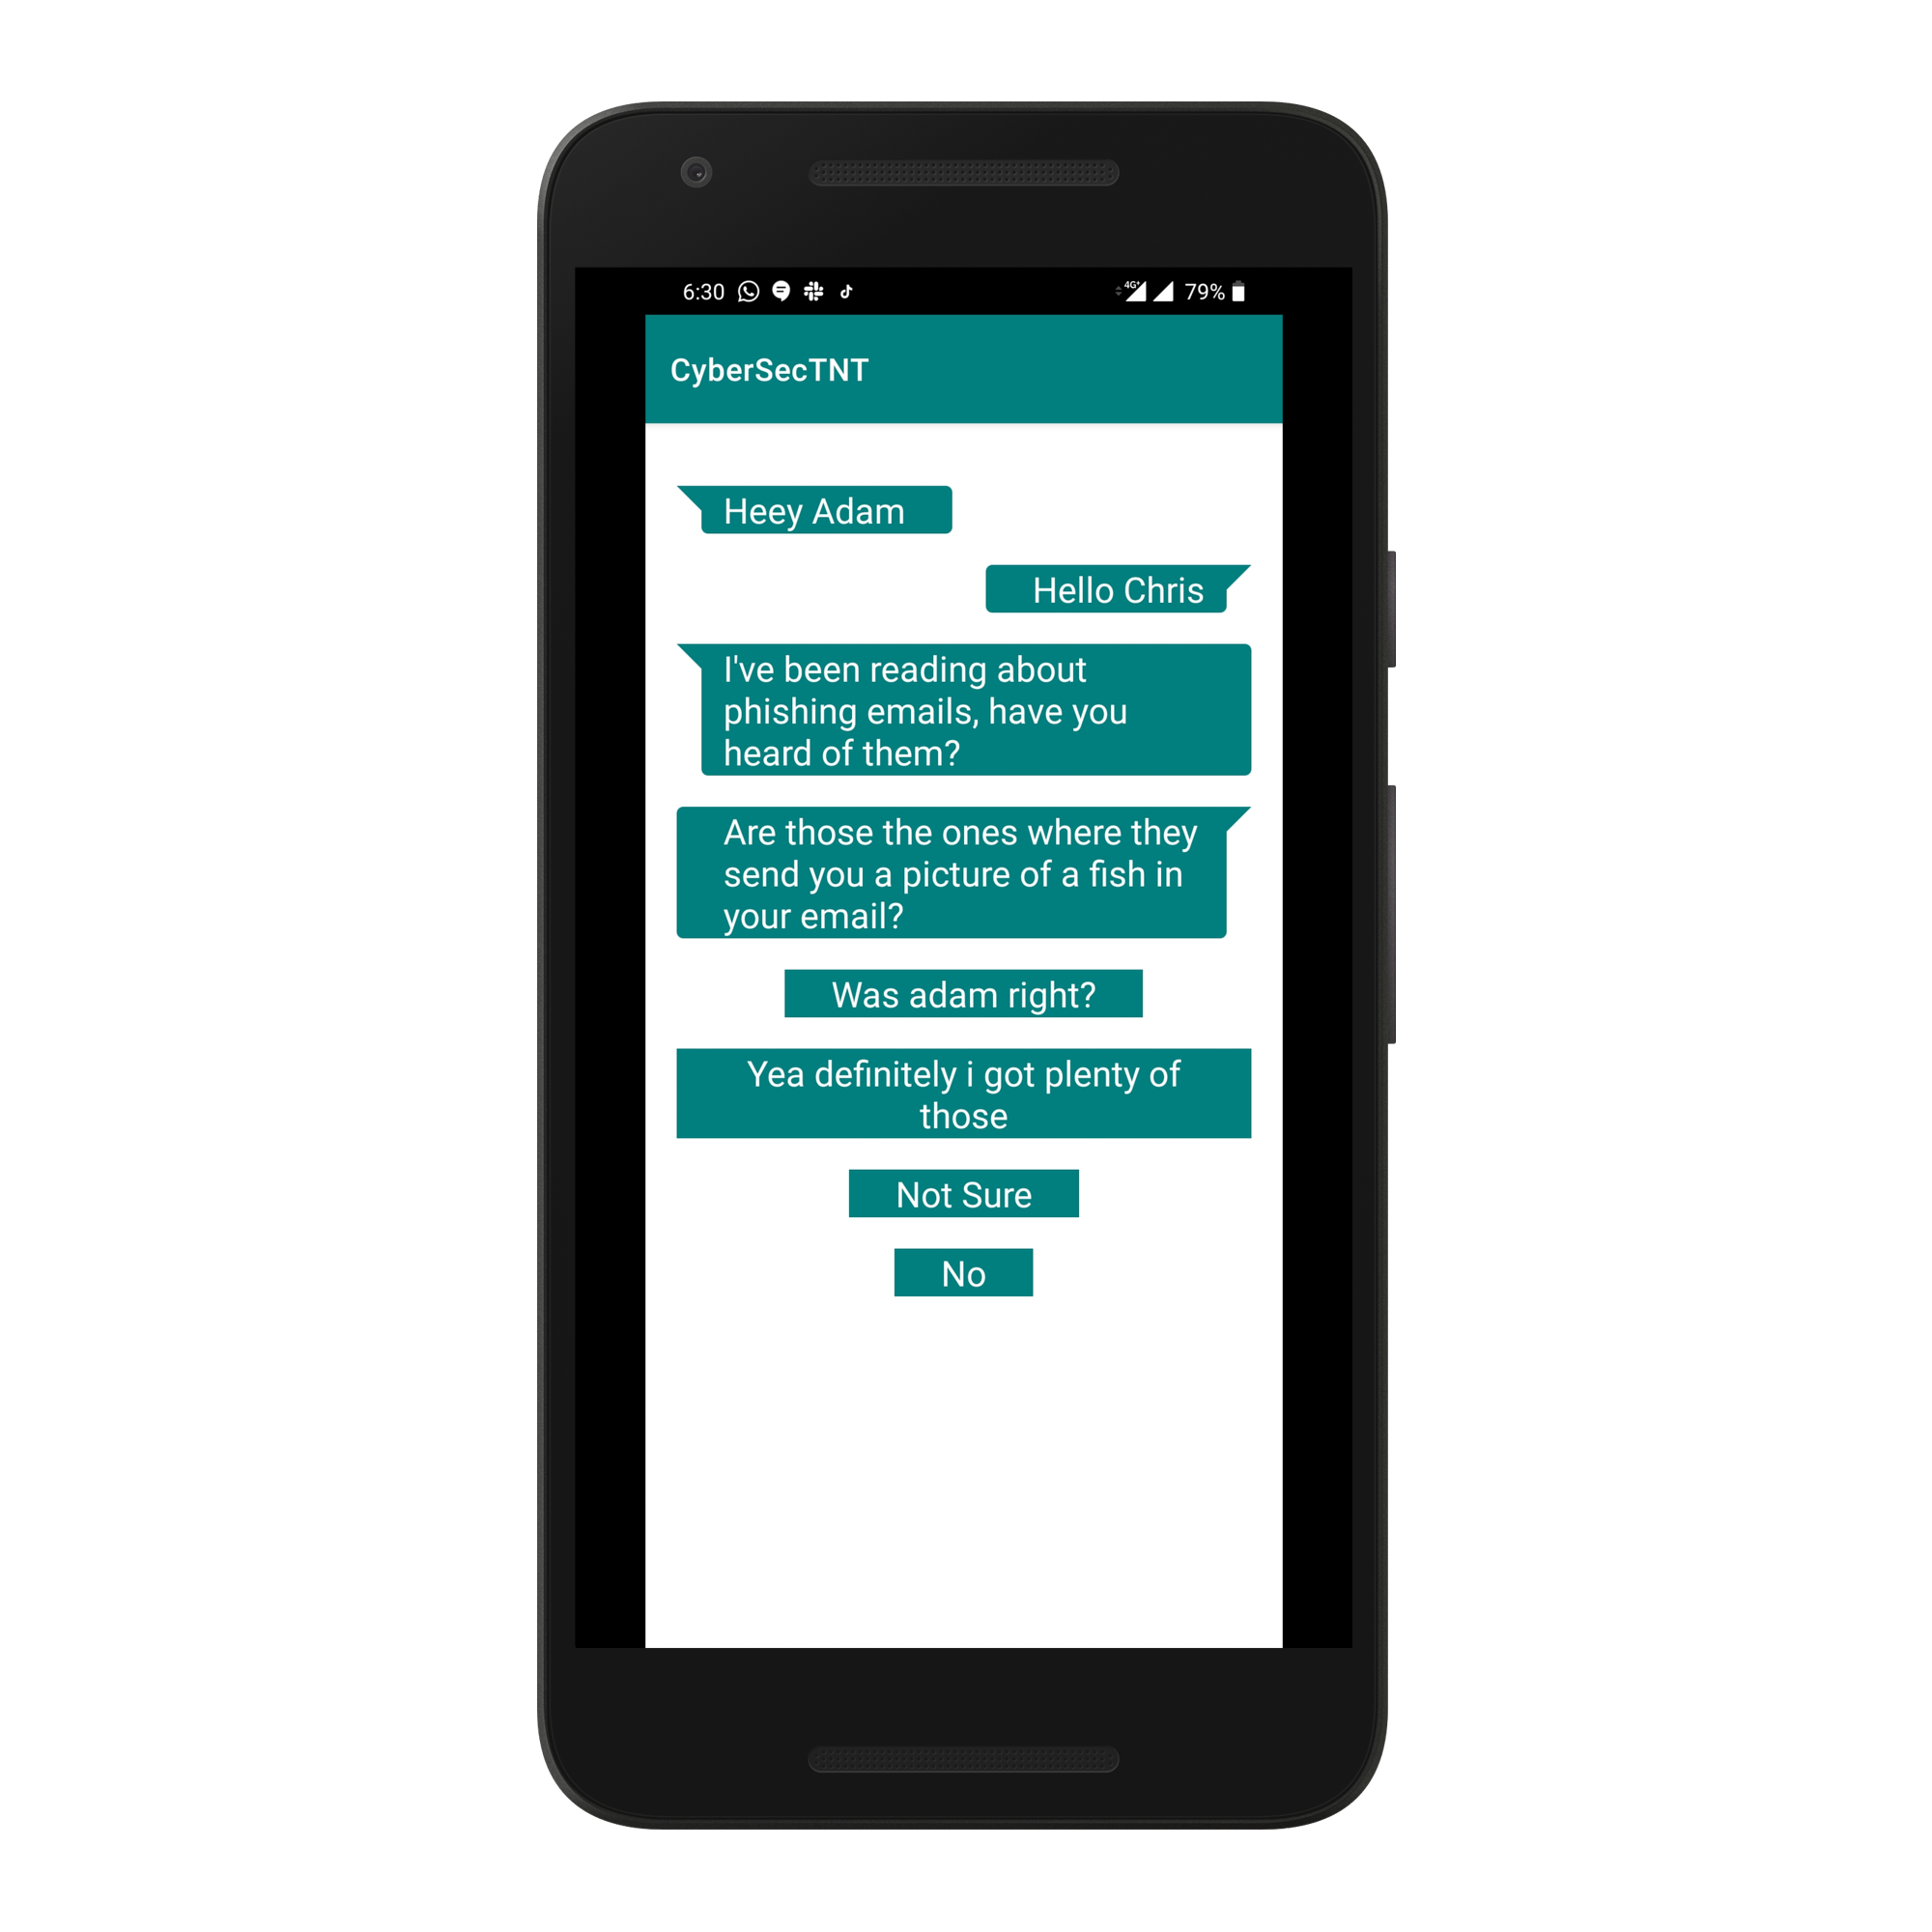 6:30 4G+ 79%
CyberSecTNT
Heey Adam
Hello Chris
I've been reading about
phishing emails, have you
heard of them?
Are those the ones where they
send you a picture of a fish in
your email?
Was adam right?
Yea definitely i got plenty of
those
Not Sure
No